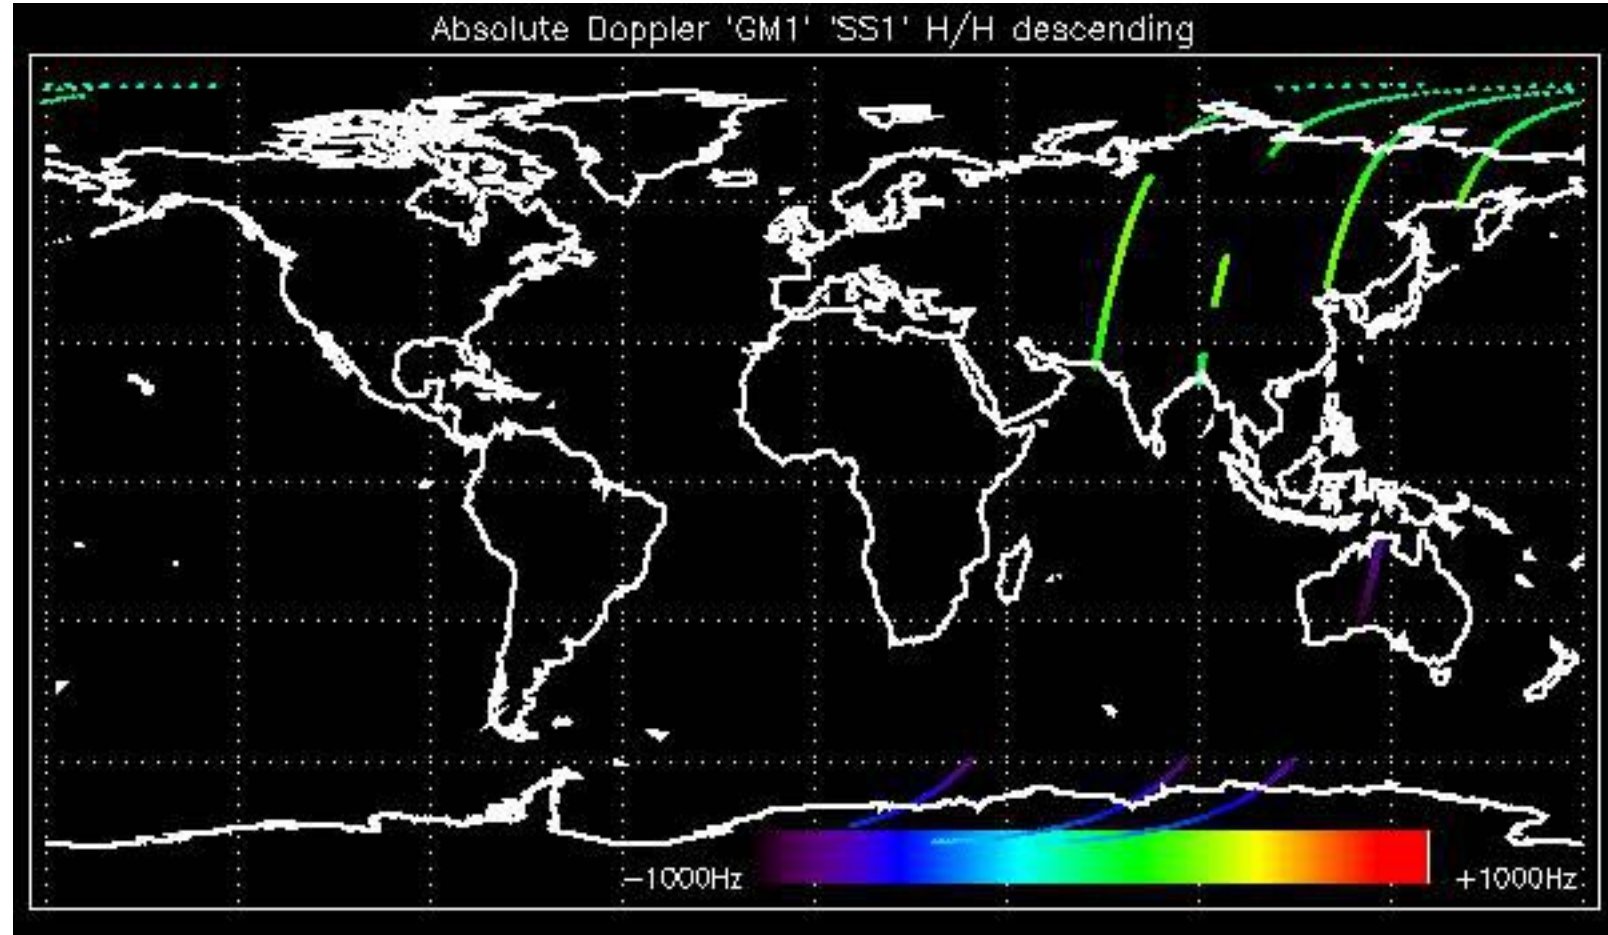 Absolute Doppler 'GM1' 'SS1' H/H descending
−1000Hz
+1000Hz